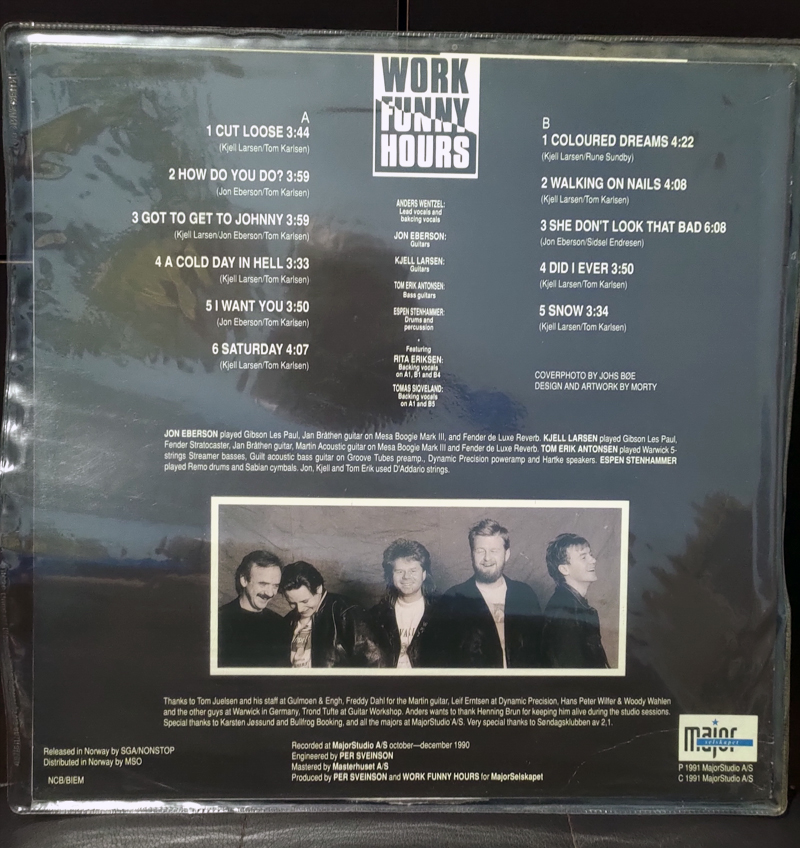 WORK
FUNNY
HOURS
A
1 CUT LOOSE 3:44
(Kjell Larsen/Tom Karlsen)
2 HOW DO YOU DO? 3:59
(Jon Eberson/Tom Karlsen)
3 GOT TO GET TO JOHNNY 3:59
(Kjell Larsen/Jon Eberson/Tom Karlsen)
4 A COLD DAY IN HELL 3:33
(Kjell Larsen/Tom Karlsen)
5 I WANT YOU 3:50
(Jon Eberson/Tom Karlsen)
6 SATURDAY 4:07
(Kjell Larsen/Tom Karlsen)
ANDERS WENTZEL:
Lead vocals and
bakcing vocals
JON EBERSON:
Guitars
KJELL LARSEN:
Guitars
TOM ERIK ANTONSEN:
Bass guitars
ESPEN STENHAMMER:
Drums and
percussion
Featuring
RITA ERIKSEN:
Backing vocals
on A1, B1 and B4
TOMAS SIQVELAND:
Backing vocals
on A1 and B5
B
1 COLOURED DREAMS 4:22
(Kjell Larsen/Rune Sundby)
2 WALKING ON NAILS 4:08
(Kjell Larsen/Tom Karlsen)
3 SHE DON'T LOOK THAT BAD 6:08
(Jon Eberson/Sidsel Endresen)
4 DID I EVER 3:50
(Kjell Larsen/Tom Karlsen)
5 SNOW 3:34
(Kjell Larsen/Tom Karlsen)
COVERPHOTO BY JOHS BØE
DESIGN AND ARTWORK BY MORTY
JON EBERSON played Gibson Les Paul, Jan Bråthen guitar on Mesa Boogie Mark III, and Fender de Luxe Reverb. KJELL LARSEN played Gibson Les Paul,
Fender Stratocaster, Jan Bråthen guitar, Martin Acoustic guitar on Mesa Boogie Mark III and Fender de Luxe Reverb. TOM ERIK ANTONSEN played Warwick 5-
strings Streamer basses, Guilt acoustic bass guitar on Groove Tubes preamp., Dynamic Precision poweramp and Hartke speakers. ESPEN STENHAMMER
played Remo drums and Sabian cymbals. Jon, Kjell and Tom Erik used D'Addario strings.
Thanks to Tom Juelsen and his staff at Gulmoen & Engh, Freddy Dahl for the Martin guitar, Leif Erntsen at Dynamic Precision, Hans Peter Wilfer & Woody Wahlen
and the other guys at Warwick in Germany, Trond Tufte at Guitar Workshop. Anders wants to thank Henning Brun for keeping him alive during the studio sessions.
Special thanks to Karsten Jøssund and Bullfrog Booking, and all the majors at MajorStudio A/S. Very special thanks to Søndagsklubben av 2,1.
Released in Norway by SGA/NONSTOP
Distributed in Norway by MSO
NCB/BIEM
Recorded at MajorStudio A/S october—december 1990
Engineered by PER SVEINSON
Mastered by Masterhuset A/S
Produced by PER SVEINSON and WORK FUNNY HOURS for MajorSelskapet
major
selskapet
P 1991 MajorStudio A/S
C 1991 MajorStudio A/S